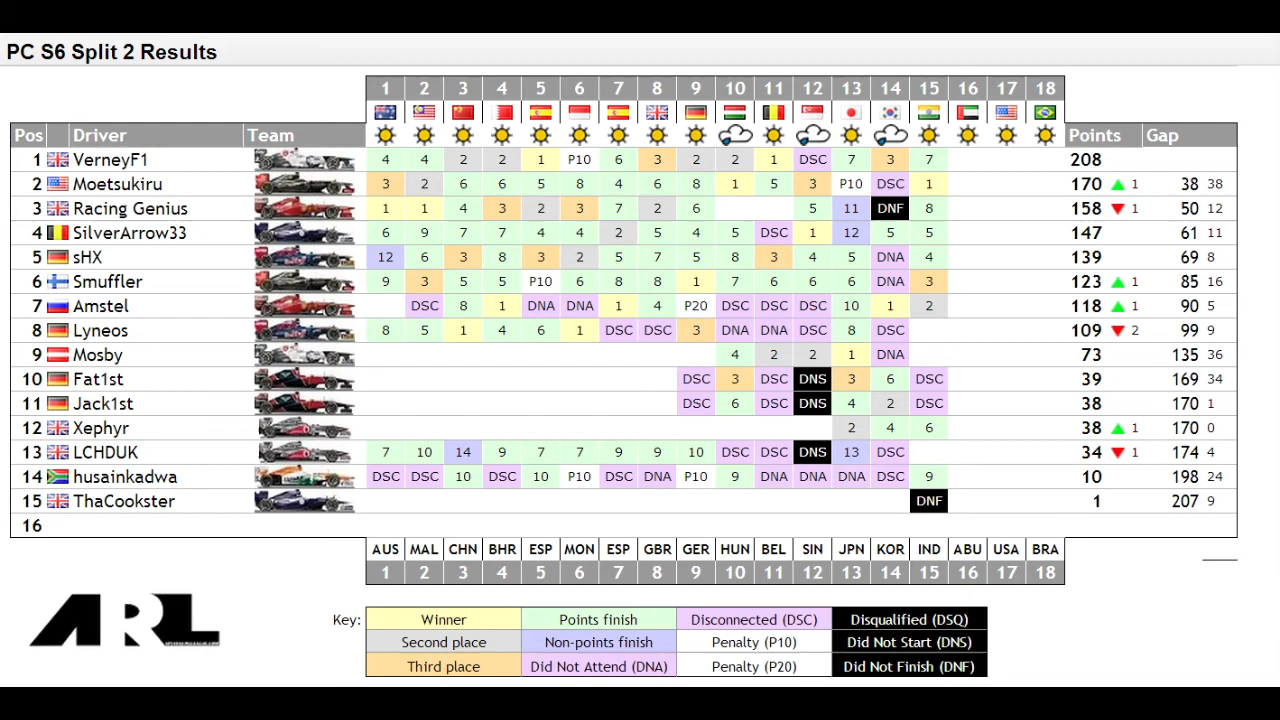 PC S6 Split 2 Results
1 2 3 4 5 6 7 8 9 10 11 12 13 14 15 16 17 18
Pos Driver Team Points Gap
1 VerneyF1 4 4 2 2 1 P10 6 3 2 2 1 DSC 7 3 7 208
2 Moetsukiru 3 2 6 6 5 8 4 6 8 1 5 3 P10 DSC 1 170 1 38 38
3 Racing Genius 1 1 4 3 2 3 7 2 6 5 11 DNF 8 158 1 50 12
4 SilverArrow33 6 9 7 7 4 4 2 5 4 5 DSC 1 12 5 5 147 61 11
5 sHX 12 6 3 8 3 2 5 7 5 8 3 4 5 DNA 4 139 69 8
6 Smuffler 9 3 5 5 P10 6 8 8 1 7 6 6 6 DNA 3 123 1 85 16
7 Amstel DSC 8 1 DNA DNA 1 4 P20 DSC DSC DSC 10 1 2 118 1 90 5
8 Lyneos 8 5 1 4 6 1 DSC DSC 3 DNA DNA DSC 8 DSC 109 2 99 9
9 Mosby 4 2 2 1 DNA 73 135 36
10 Fat1st DSC 3 DSC DNS 3 6 DSC 39 169 34
11 Jack1st DSC 6 DSC DNS 4 2 DSC 38 170 1
12 Xephyr 2 4 6 38 1 170 0
13 LCHDUK 7 10 14 9 7 7 9 9 10 DSC DSC DNS 13 DSC 34 1 174 4
14 husainkadwa DSC DSC 10 DSC 10 P10 DSC DNA P10 9 DNA DNA DNA DSC 9 10 198 24
15 ThaCookster DNF 1 207 9
16
AUS MAL CHN BHR ESP MON ESP GBR GER HUN BEL SIN JPN KOR IND ABU USA BRA
1 2 3 4 5 6 7 8 9 10 11 12 13 14 15 16 17 18
ARL
Key: Winner Points finish Disconnected (DSC) Disqualified (DSQ)
Second place Non-points finish Penalty (P10) Did Not Start (DNS)
Third place Did Not Attend (DNA) Penalty (P20) Did Not Finish (DNF)